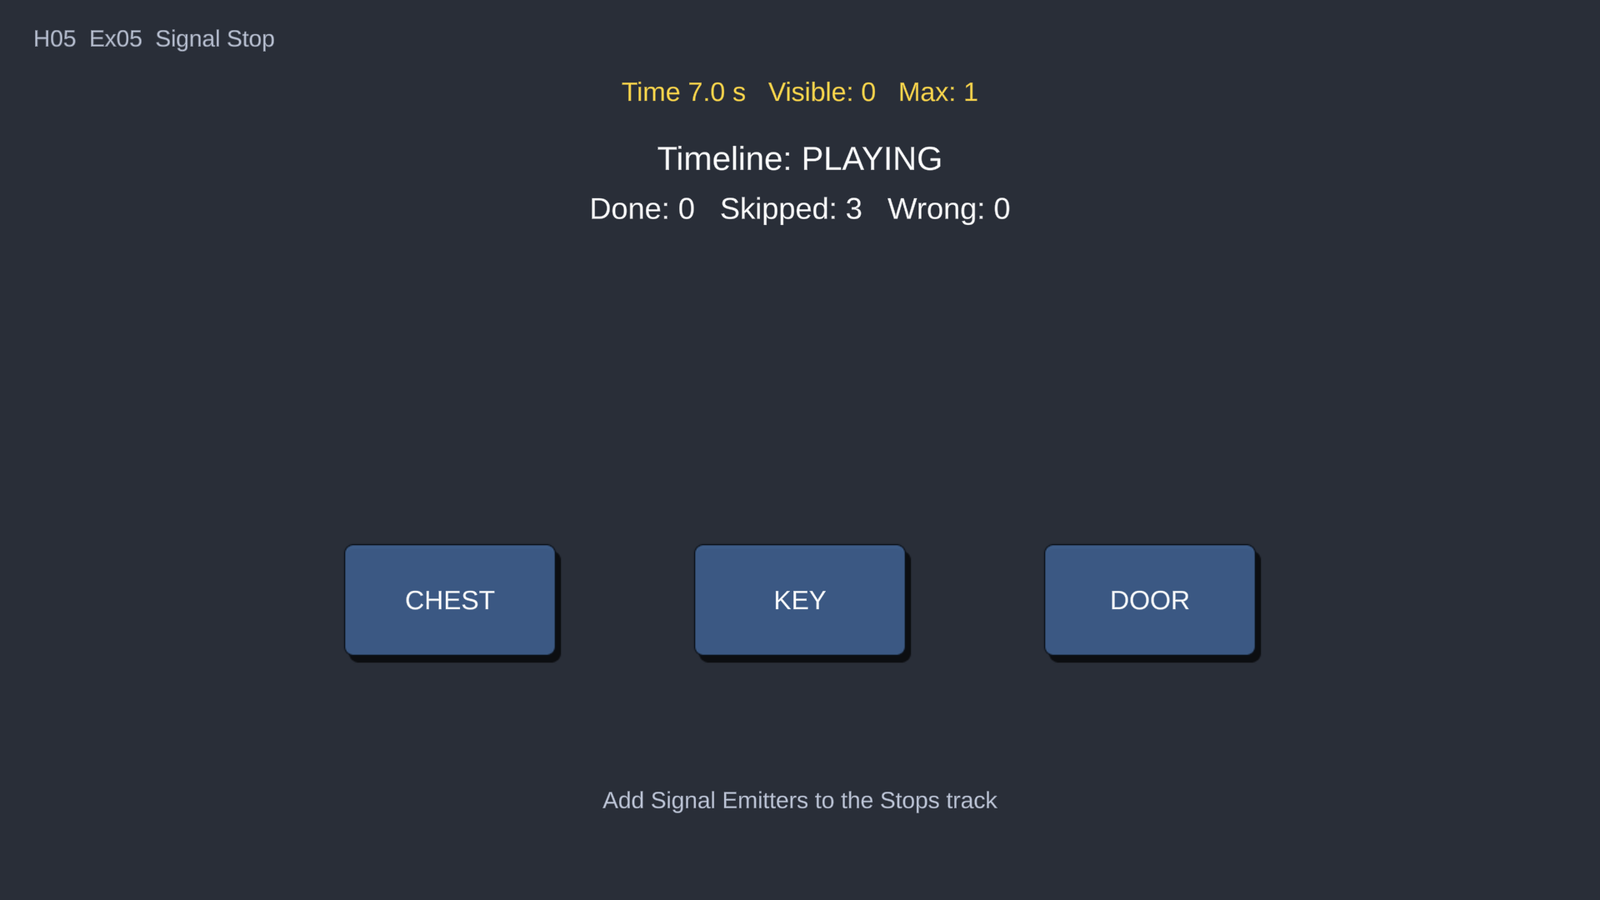 H05 Ex05 Signal Stop
Time 7.0 s Visible: 0 Max: 1
Timeline: PLAYING
Done: 0 Skipped: 3 Wrong: 0
CHEST
KEY
DOOR
Add Signal Emitters to the Stops track